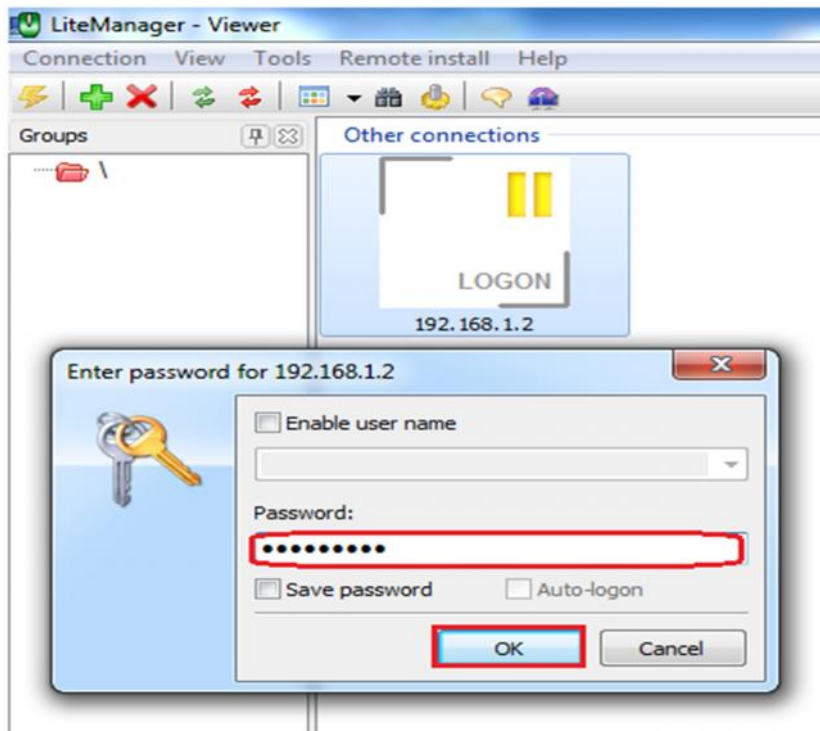 LiteManager - Viewer
Connection View Tools Remote install Help
Groups
Other connections
\
LOGON
192.168.1.2
Enter password for 192.168.1.2
Enable user name
Password:
•••••••••
Save password Auto-logon
OK Cancel